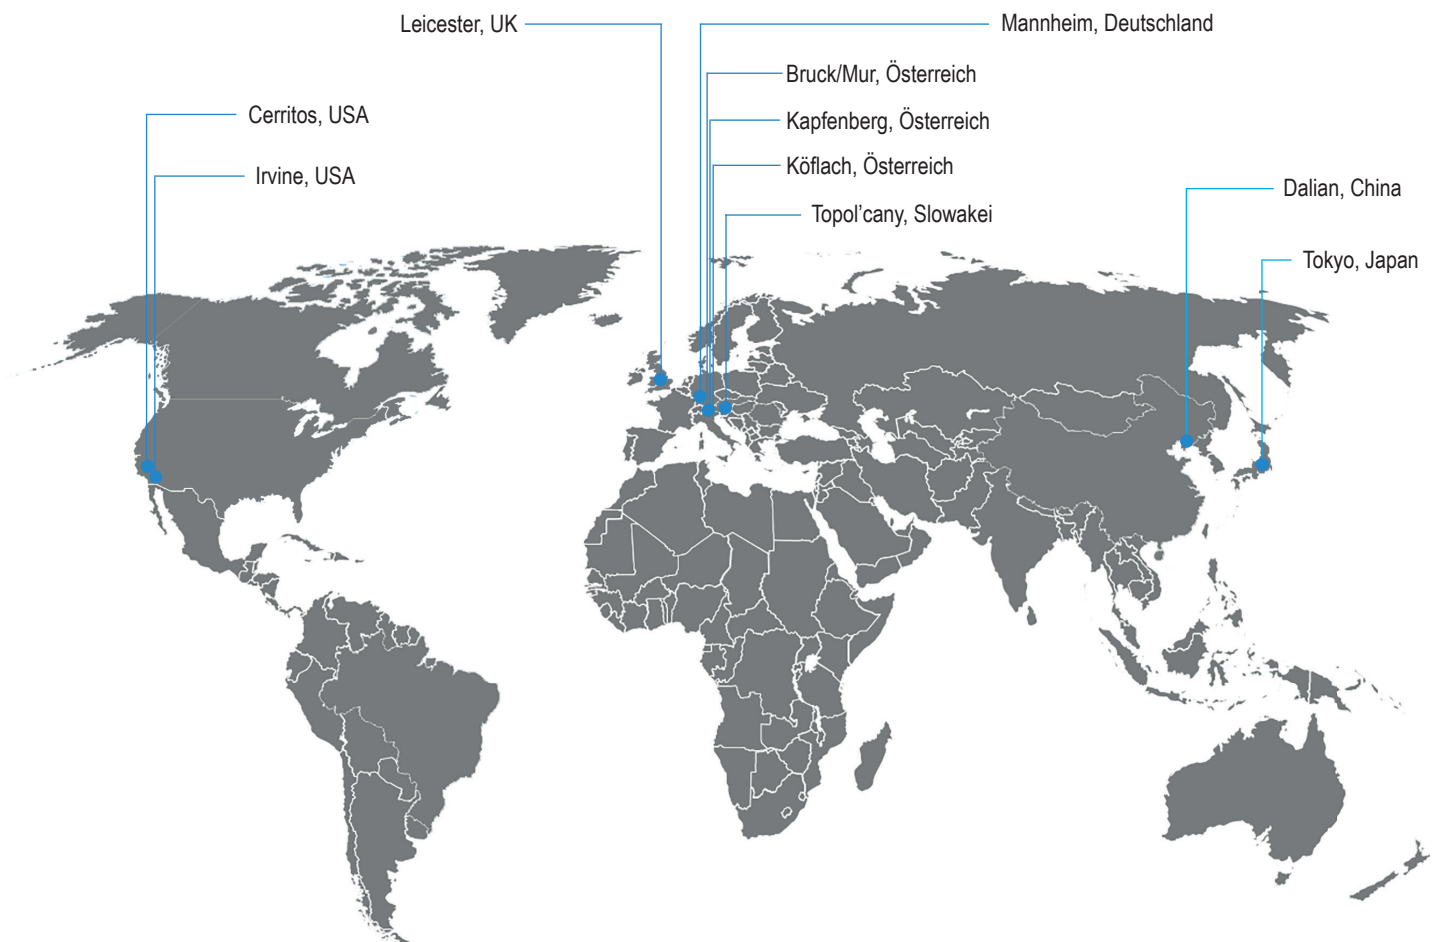 Leicester, UK
Mannheim, Deutschland
Bruck/Mur, Österreich
Cerritos, USA
Kapfenberg, Österreich
Köflach, Österreich
Irvine, USA
Dalian, China
Topol’cany, Slowakei
Tokyo, Japan